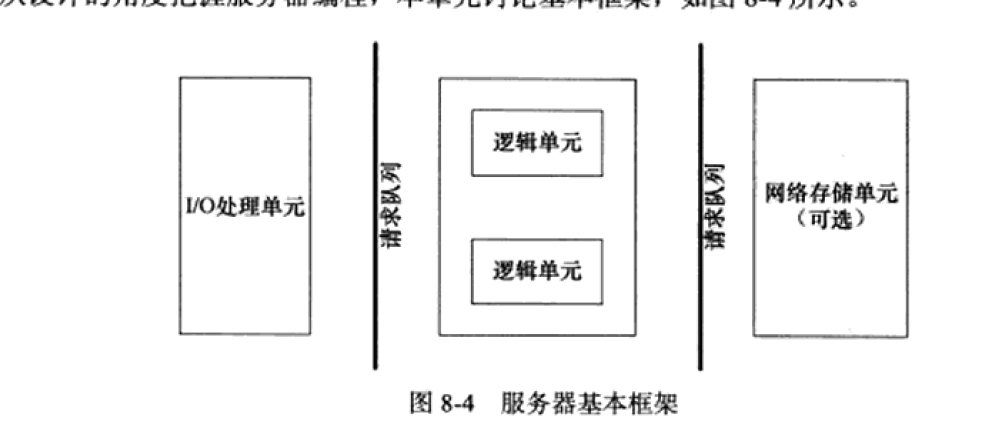 从设计的角度把握服务器编程，本单元讨论基本框架，如图 8-4 所示。
I/O处理单元
请求队列
逻辑单元
逻辑单元
请求队列
网络存储单元
（可选）
图 8-4 服务器基本框架